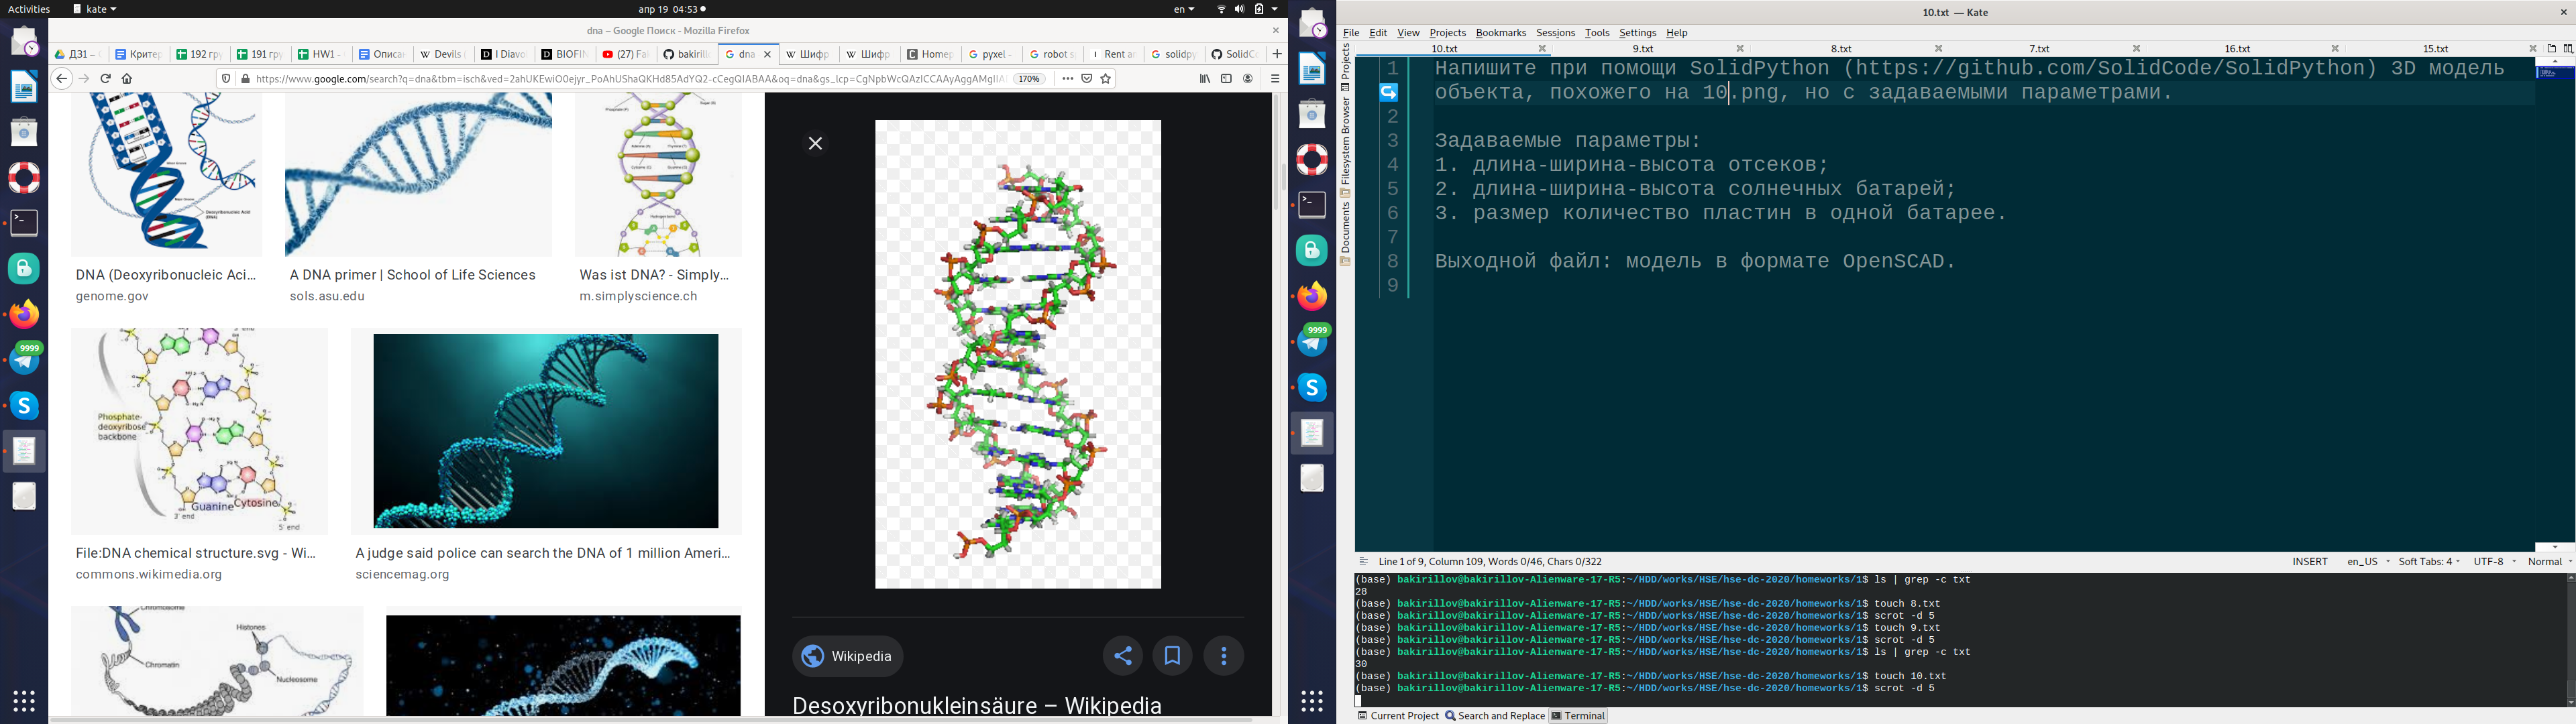 Activities
kate
апр 19 04:53
en
dna – Google Поиск - Mozilla Firefox
ДЗ1 –
Критер
192 гр
191 гр
HW1 -
Описан
Devils
I Diavo
BIOFIN
(27) Fa
bakirillo
dna
Шифр
Шифр
Homep
pyxel -
robot s
Rent ar
solidpy
SolidCo
https://www.google.com/search?q=dna&tbm=isch&ved=2ahUKEwiO0ejyr_PoAhUShaQKHd85AdYQ2-cCegQIABAA&oq=dna&gs_lcp=CgNpbWcQAzICCAAyAggAMgIIA
170%
DNA (Deoxyribonucleic Aci...
genome.gov
A DNA primer | School of Life Sciences
sols.asu.edu
Was ist DNA? - Simply...
m.simplyscience.ch
Phosphate-
deoxyribose
backbone
Guanine
Cytosine
3' end
5' end
File:DNA chemical structure.svg - Wi...
commons.wikimedia.org
A judge said police can search the DNA of 1 million Ameri...
sciencemag.org
Chromosome
Chromatin
Histones
Nucleosome
Wikipedia
Desoxyribonukleinsäure – Wikipedia
9999
9999
10.txt — Kate
File Edit View Projects Bookmarks Sessions Tools Settings Help
10.txt
9.txt
8.txt
7.txt
16.txt
15.txt
Projects
Filesystem Browser
Documents
1 Напишите при помощи SolidPython (https://github.com/SolidCode/SolidPython) 3D модель
объекта, похожего на 10.png, но с задаваемыми параметрами.
2
3 Задаваемые параметры:
4 1. длина-ширина-высота отсеков;
5 2. длина-ширина-высота солнечных батарей;
6 3. размер количество пластин в одной батарее.
7
8 Выходной файл: модель в формате OpenSCAD.
9
Line 1 of 9, Column 109, Words 0/46, Chars 0/322
INSERT
en_US
Soft Tabs: 4
UTF-8
Normal
(base) bakirillov@bakirillov-Alienware-17-R5:~/HDD/works/HSE/hse-dc-2020/homeworks/1$ ls | grep -c txt
28
(base) bakirillov@bakirillov-Alienware-17-R5:~/HDD/works/HSE/hse-dc-2020/homeworks/1$ touch 8.txt
(base) bakirillov@bakirillov-Alienware-17-R5:~/HDD/works/HSE/hse-dc-2020/homeworks/1$ scrot -d 5
(base) bakirillov@bakirillov-Alienware-17-R5:~/HDD/works/HSE/hse-dc-2020/homeworks/1$ touch 9.txt
(base) bakirillov@bakirillov-Alienware-17-R5:~/HDD/works/HSE/hse-dc-2020/homeworks/1$ scrot -d 5
(base) bakirillov@bakirillov-Alienware-17-R5:~/HDD/works/HSE/hse-dc-2020/homeworks/1$ ls | grep -c txt
30
(base) bakirillov@bakirillov-Alienware-17-R5:~/HDD/works/HSE/hse-dc-2020/homeworks/1$ touch 10.txt
(base) bakirillov@bakirillov-Alienware-17-R5:~/HDD/works/HSE/hse-dc-2020/homeworks/1$ scrot -d 5
Current Project
Search and Replace
Terminal